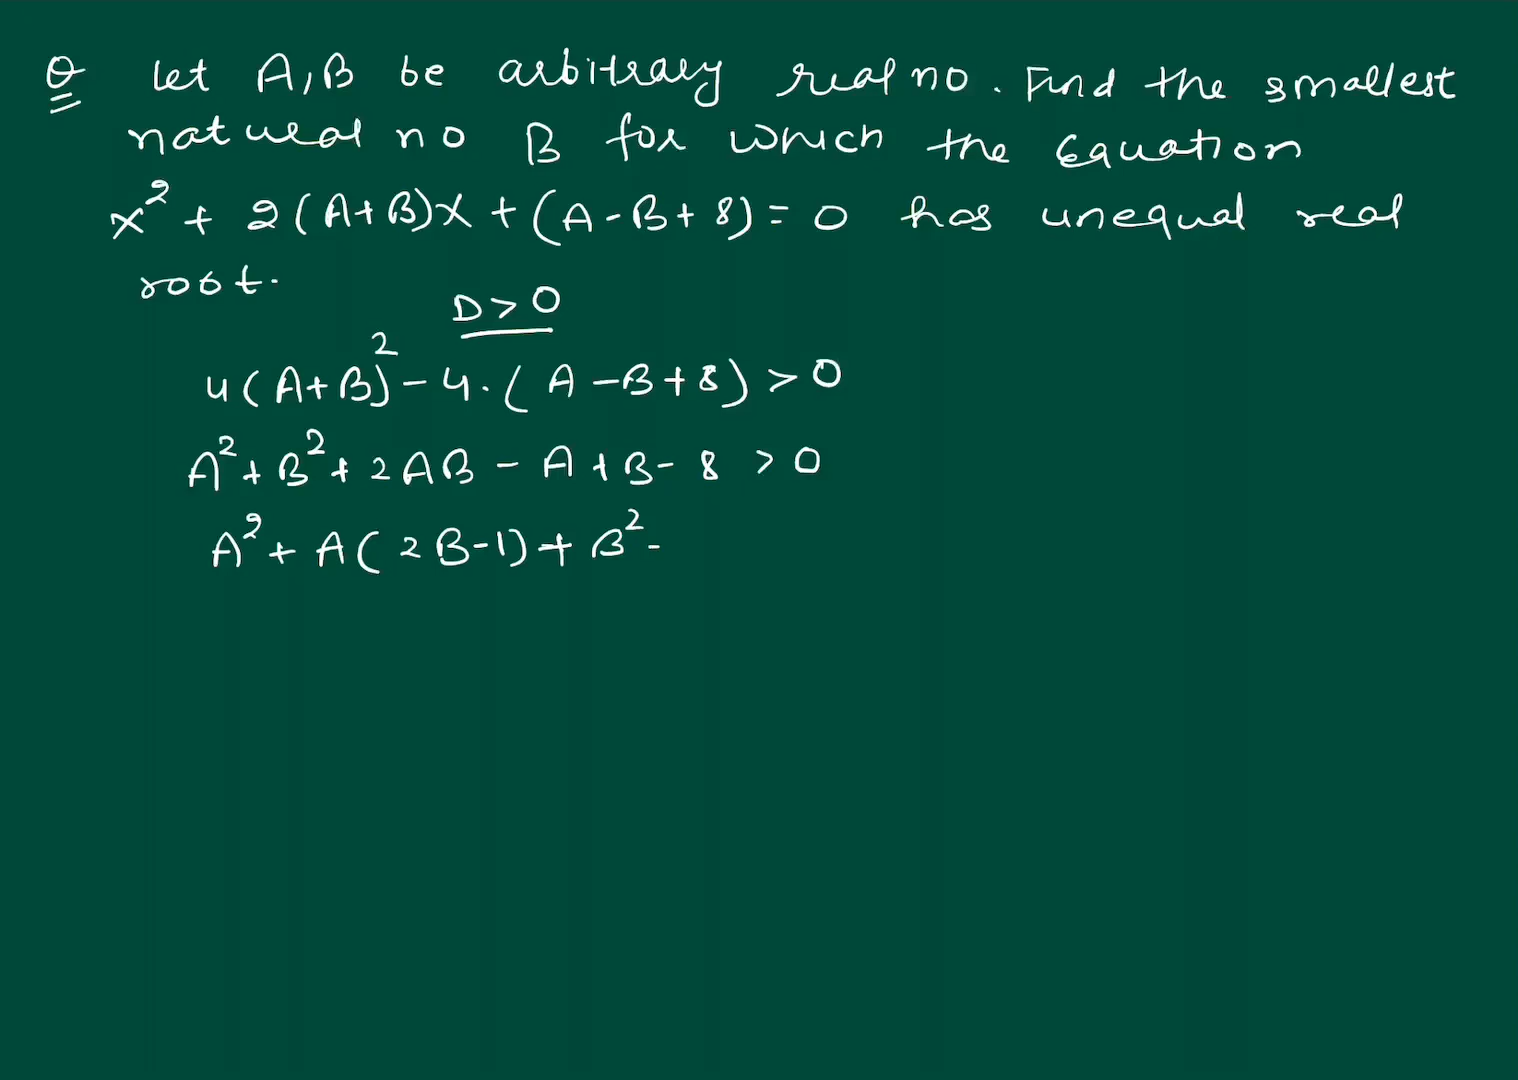 Q Let A, B be arbitrary real no. Find the smallest
natural no B for which the Equation
x² + 2(A+B)x + (A-B+8) = 0 has unequal real
root.
D > 0
4(A+B)² - 4.(A-B+8) > 0
A² + B² + 2AB - A + B - 8 > 0
A² + A(2B-1) + B² -